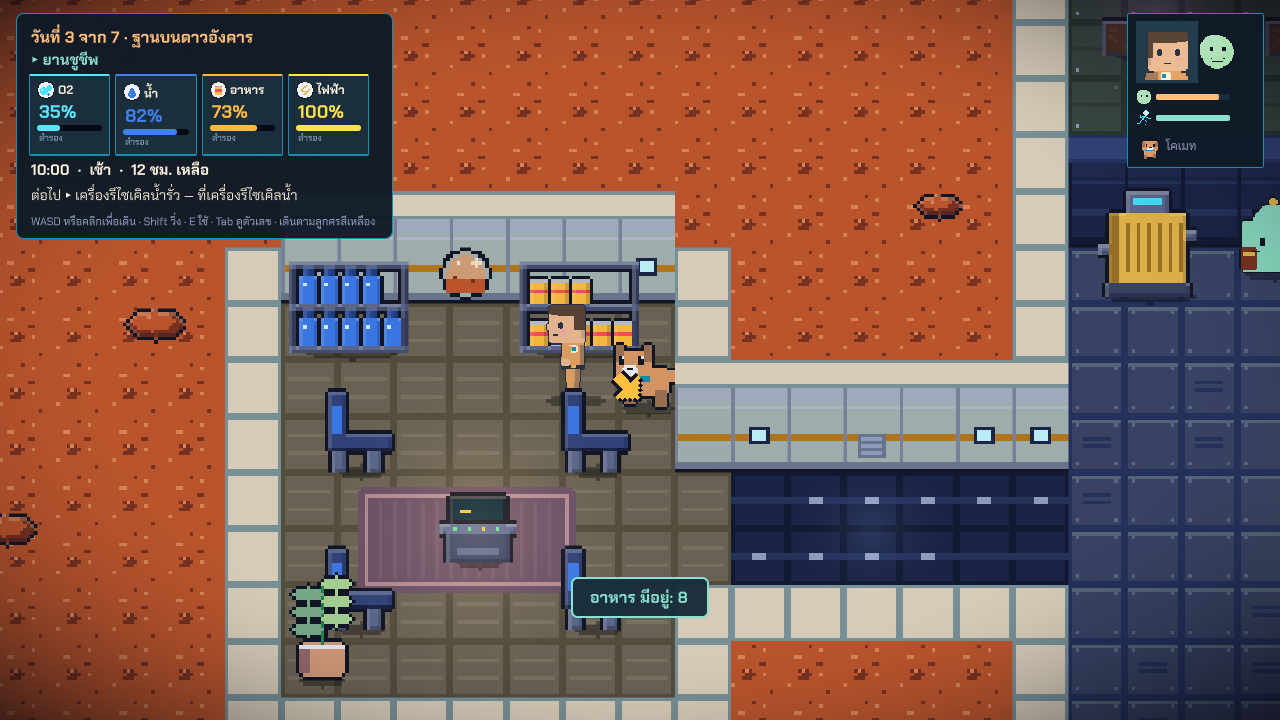 วันที่ 3 จาก 7 · ฐานบนดาวอังคาร
▸ ยานชูชีพ
O2
35%
สำรอง
น้ำ
82%
สำรอง
อาหาร
73%
สำรอง
ไฟฟ้า
100%
สำรอง
10:00 · เช้า · 12 ชม. เหลือ
ต่อไป ▸ เครื่องรีไซเคิลน้ำรั่ว — ที่เครื่องรีไซเคิลน้ำ
WASD หรือคลิกเพื่อเดิน · Shift วิ่ง · E ใช้ · Tab ดูตัวเลข · เดินตามลูกศรสีเหลือง
โคเมท
อาหาร มีอยู่: 8